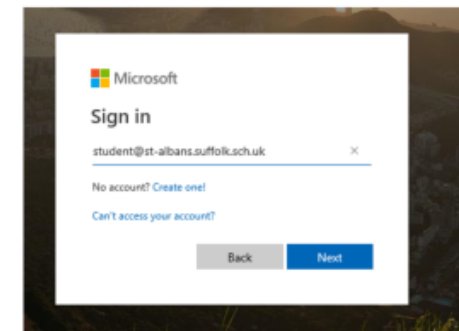 Microsoft
Sign in
student@st-albans.suffolk.sch.uk
No account? Create one!
Can't access your account?
Back Next